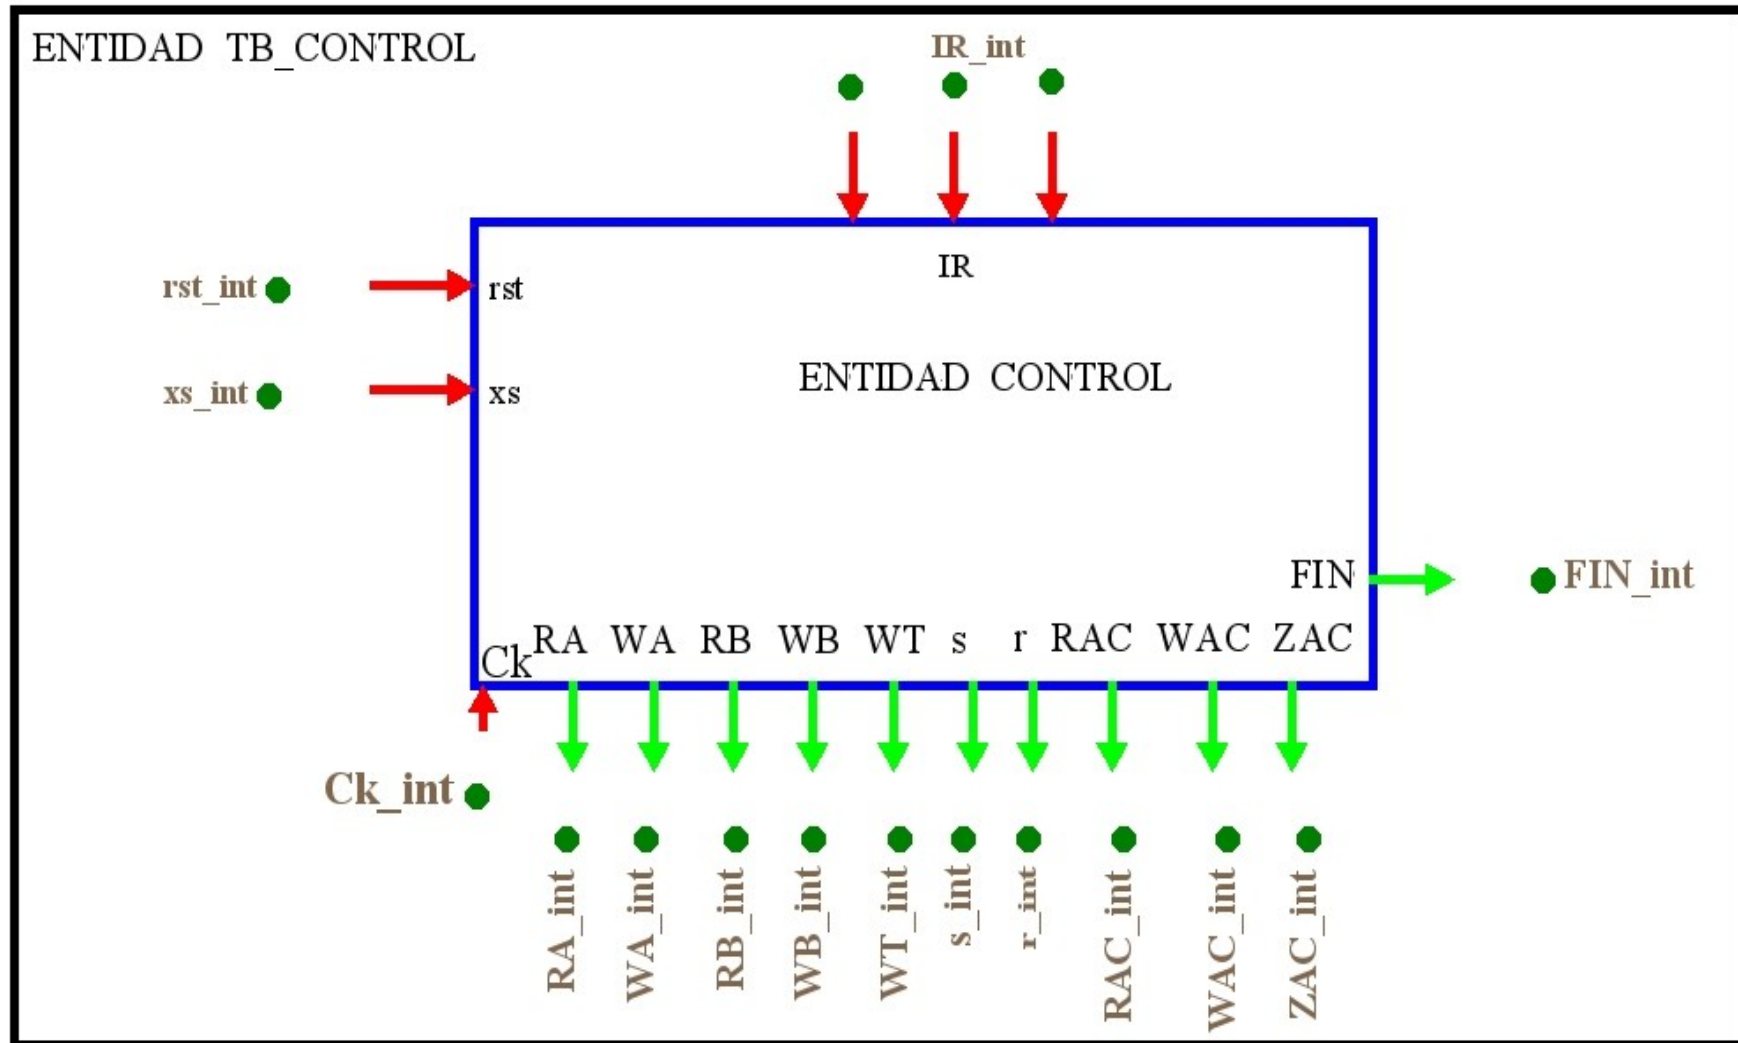 ENTIDAD TB_CONTROL
IR_int
IR
rst_int
rst
xs_int
xs
ENTIDAD CONTROL
FIN
FIN_int
RA WA RB WB WT s r RAC WAC ZAC
Ck
Ck_int
RA_int
WA_int
RB_int
WB_int
WT_int
s_int
r_int
RAC_int
WAC_int
ZAC_int